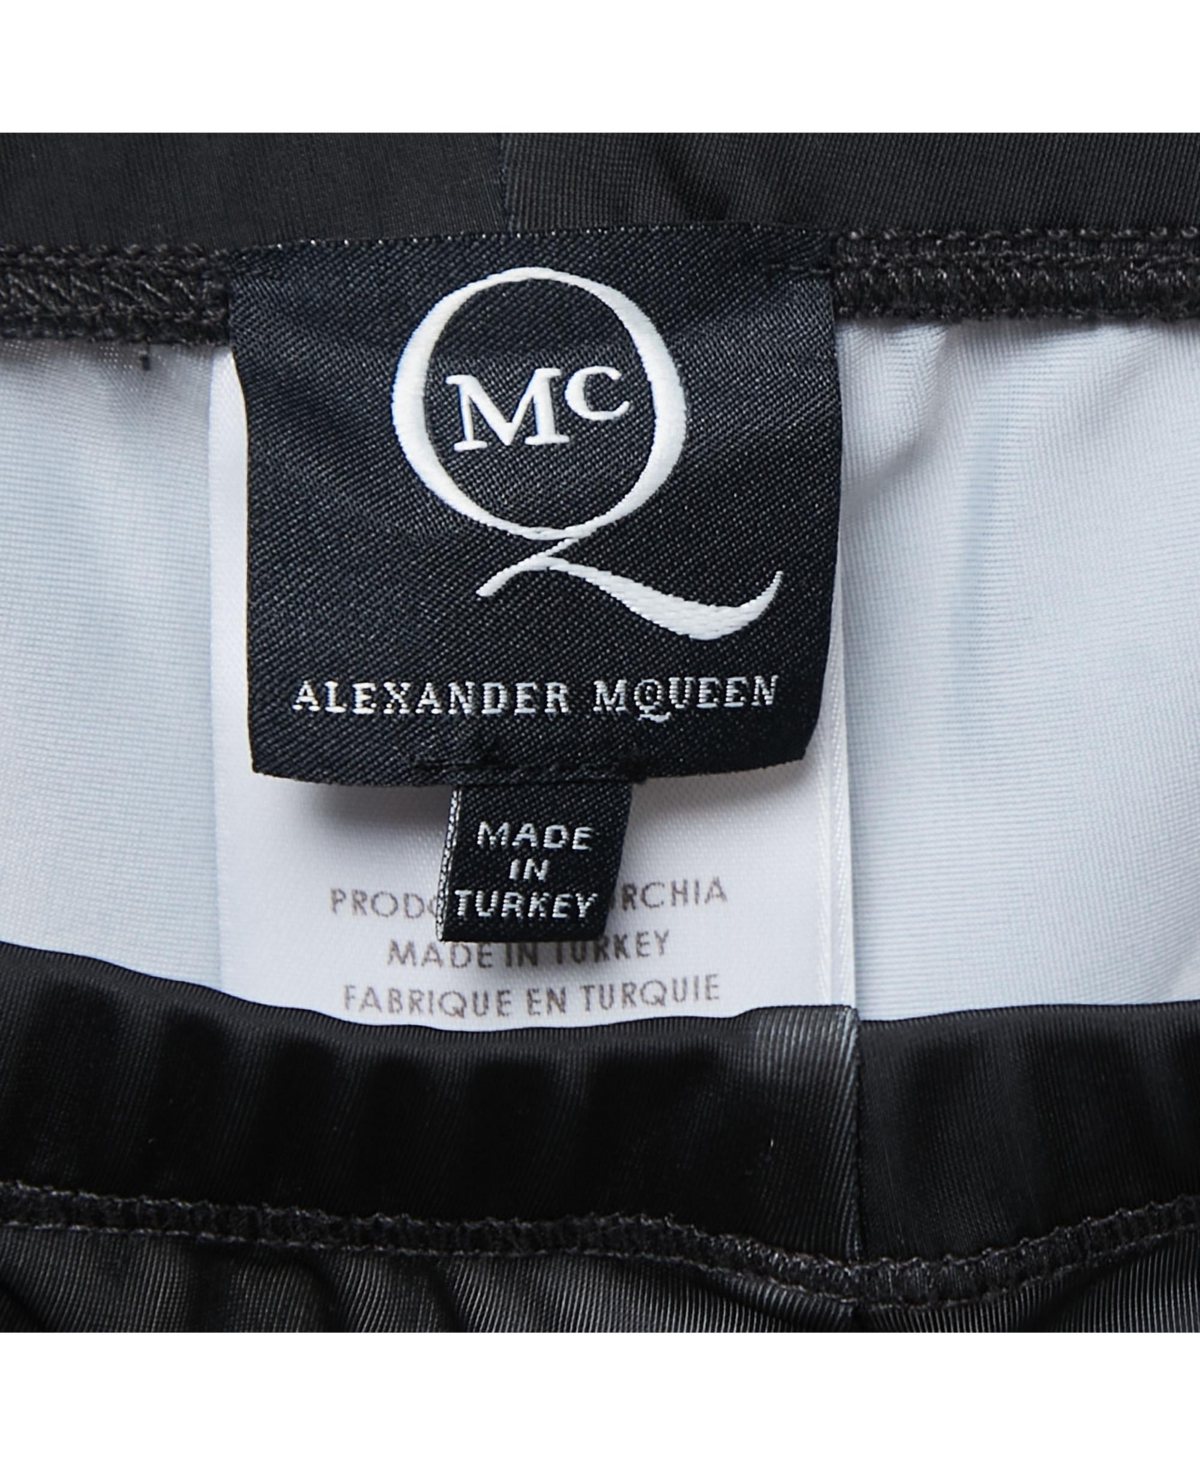 Mc
Q
ALEXANDER MQUEEN
MADE
IN
TURKEY
MADE IN TURKEY
FABRIQUE EN TURQUIE